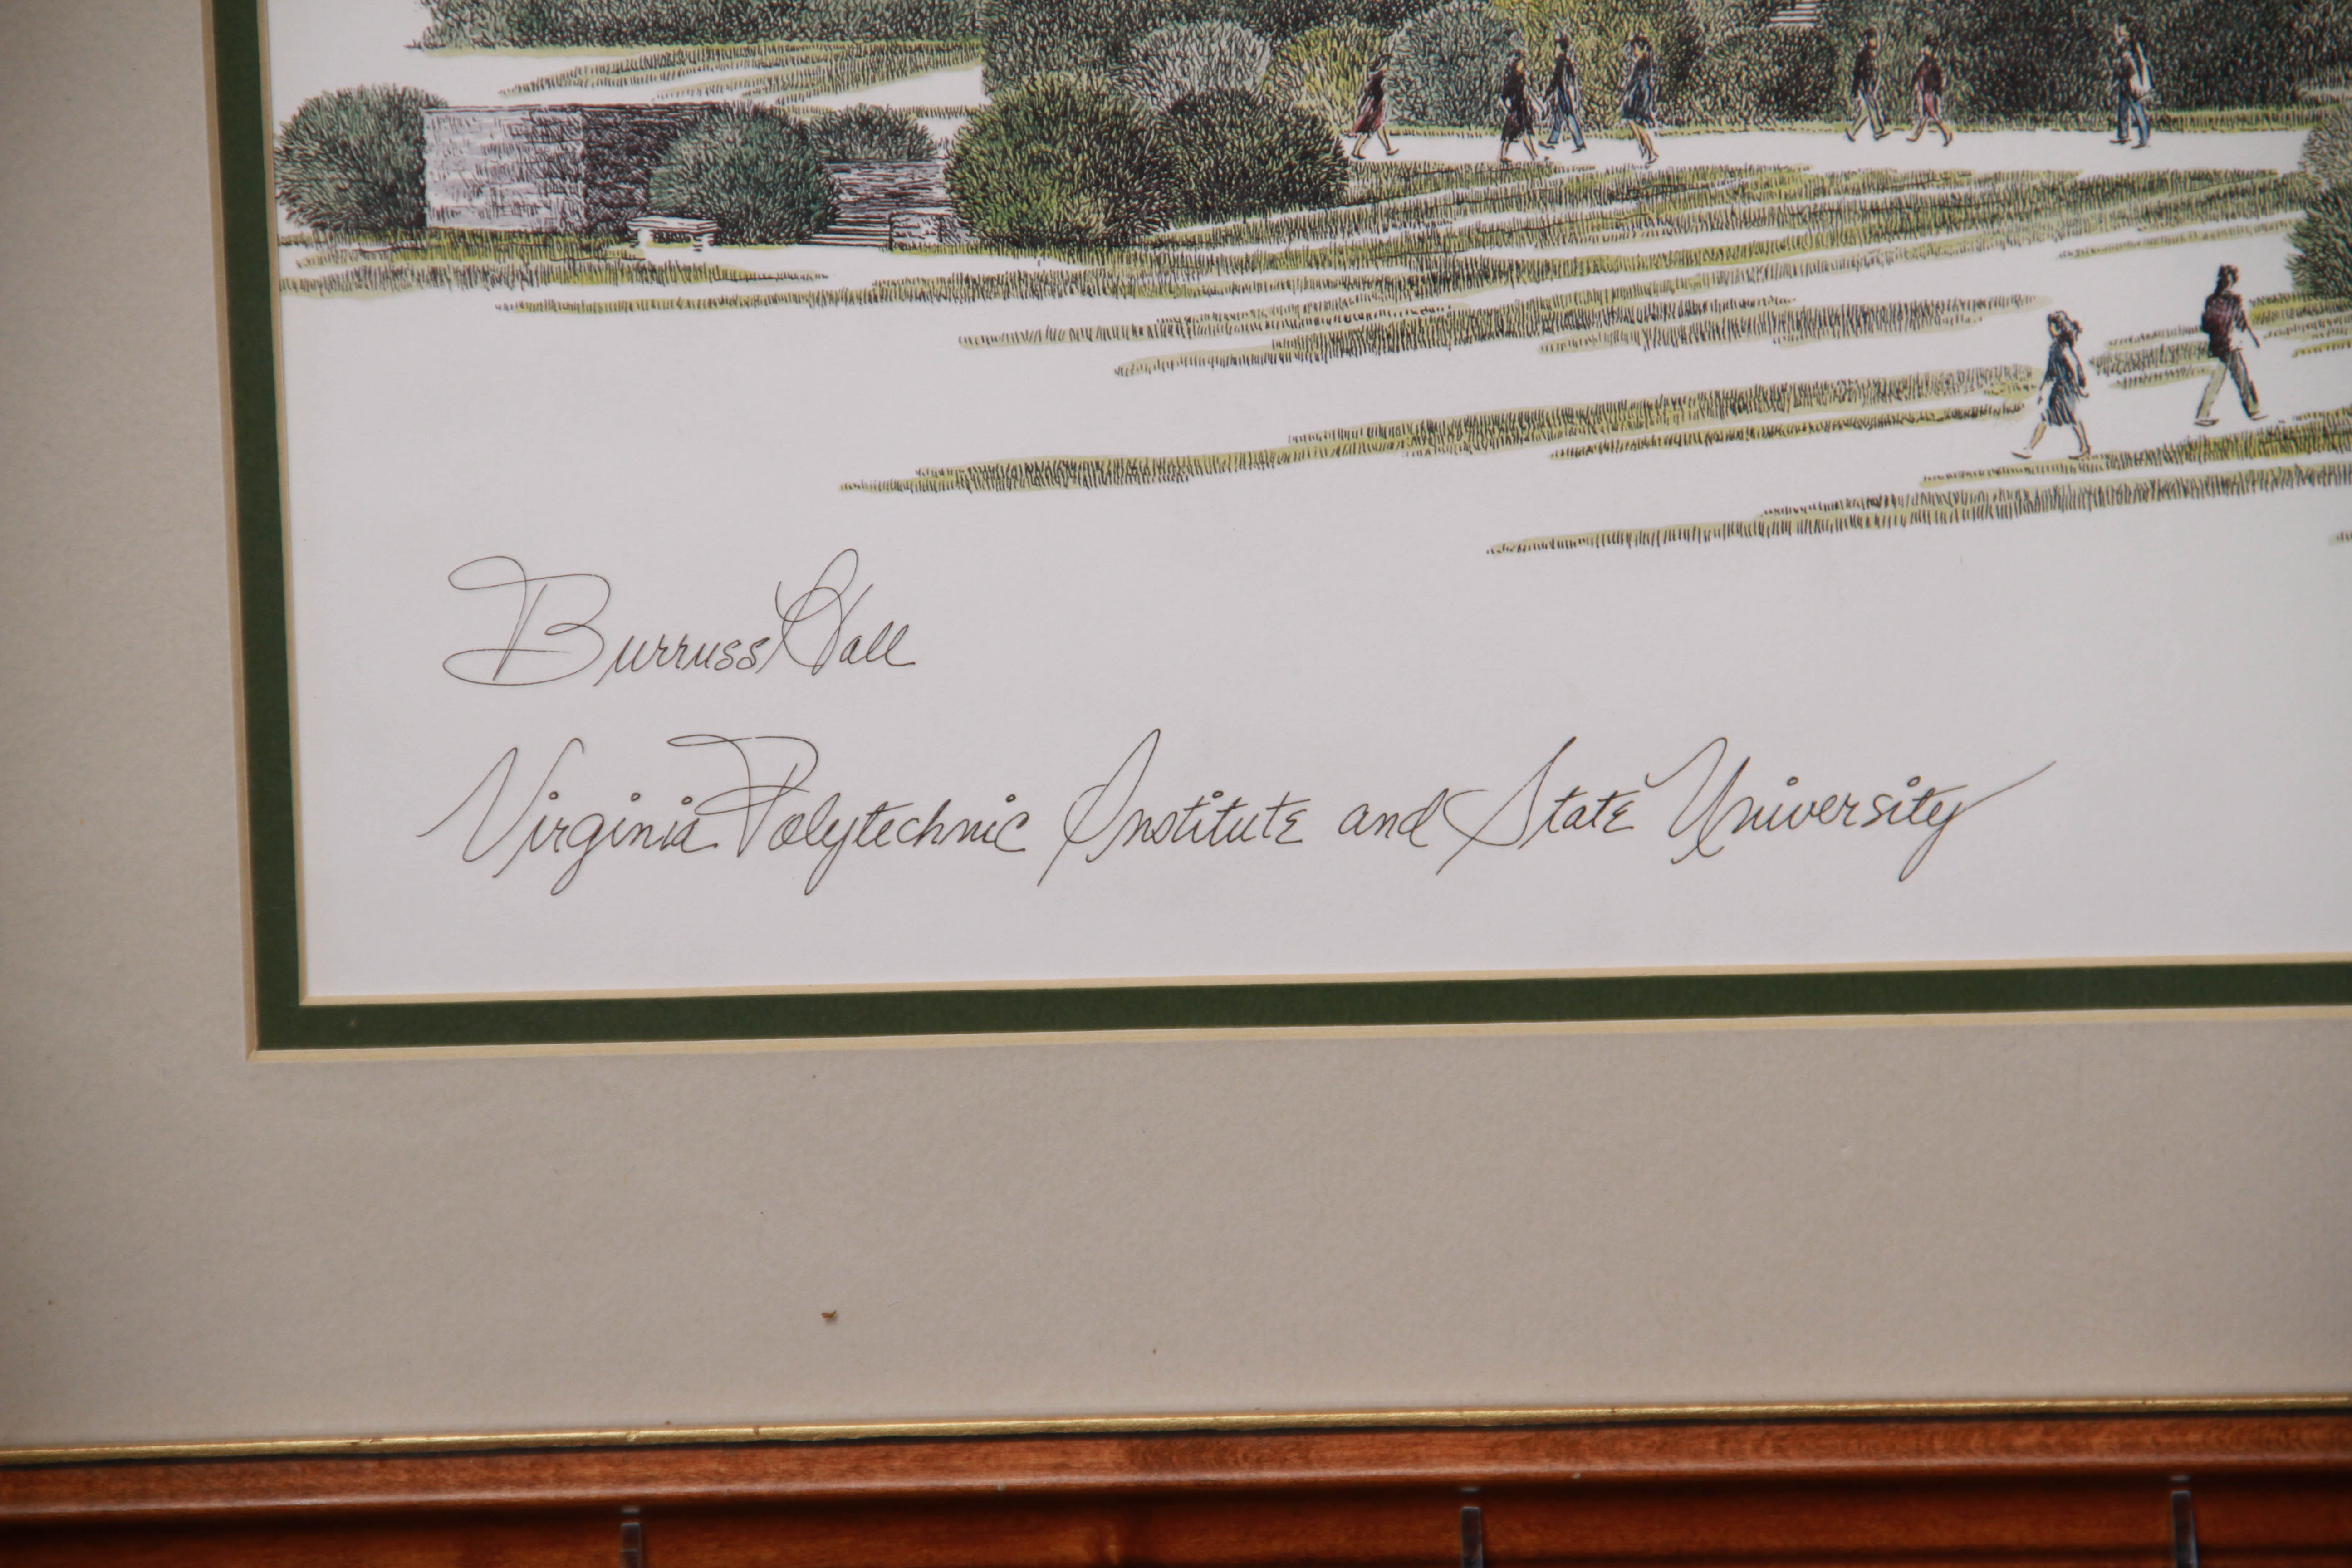 Burruss Hall
Virginia Polytechnic Institute and State University